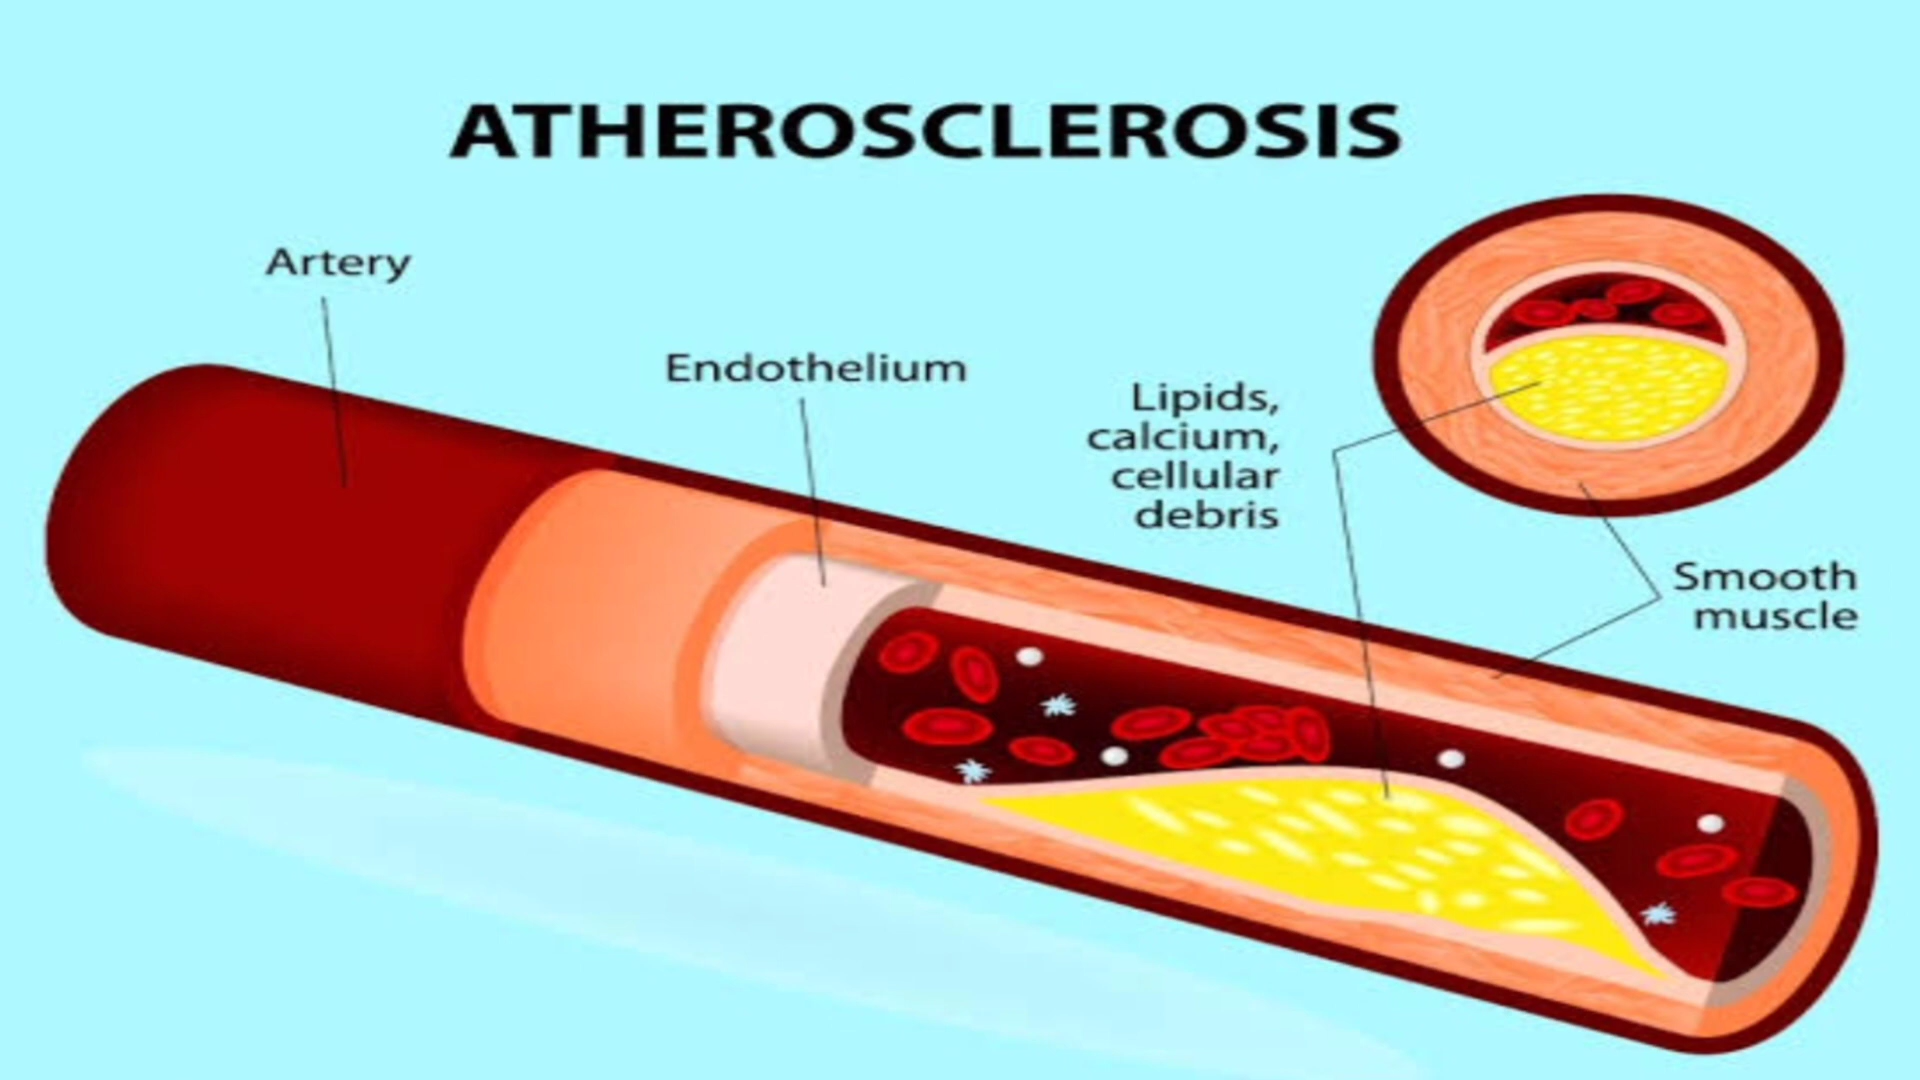 ATHEROSCLEROSIS
Artery
Endothelium
Lipids,
calcium,
cellular
debris
Smooth
muscle